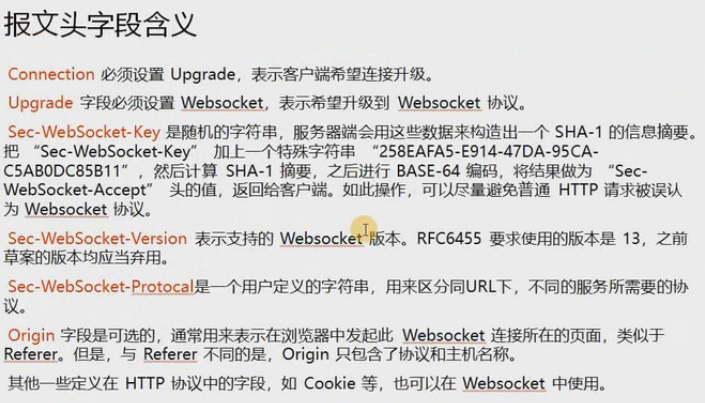 报文头字段含义
Connection 必须设置 Upgrade，表示客户端希望连接升级。
Upgrade 字段必须设置 Websocket，表示希望升级到 Websocket 协议。
Sec-WebSocket-Key 是随机的字符串，服务器端会用这些数据来构造出一个 SHA-1 的信息摘要。
把 “Sec-WebSocket-Key” 加上一个特殊字符串 “258EAFA5-E914-47DA-95CA-
C5AB0DC85B11”，然后计算 SHA-1 摘要，之后进行 BASE-64 编码，将结果做为 “Sec-
WebSocket-Accept” 头的值，返回给客户端。如此操作，可以尽量避免普通 HTTP 请求被误认
为 Websocket 协议。
Sec-WebSocket-Version 表示支持的 Websocket 版本。RFC6455 要求使用的版本是 13，之前
草案的版本均应当弃用。
Sec-WebSocket-Protocal是一个用户定义的字符串，用来区分同URL下，不同的服务所需要的协
议。
Origin 字段是可选的，通常用来表示在浏览器中发起此 Websocket 连接所在的页面，类似于
Referer。但是，与 Referer 不同的是，Origin 只包含了协议和主机名称。
其他一些定义在 HTTP 协议中的字段，如 Cookie 等，也可以在 Websocket 中使用。